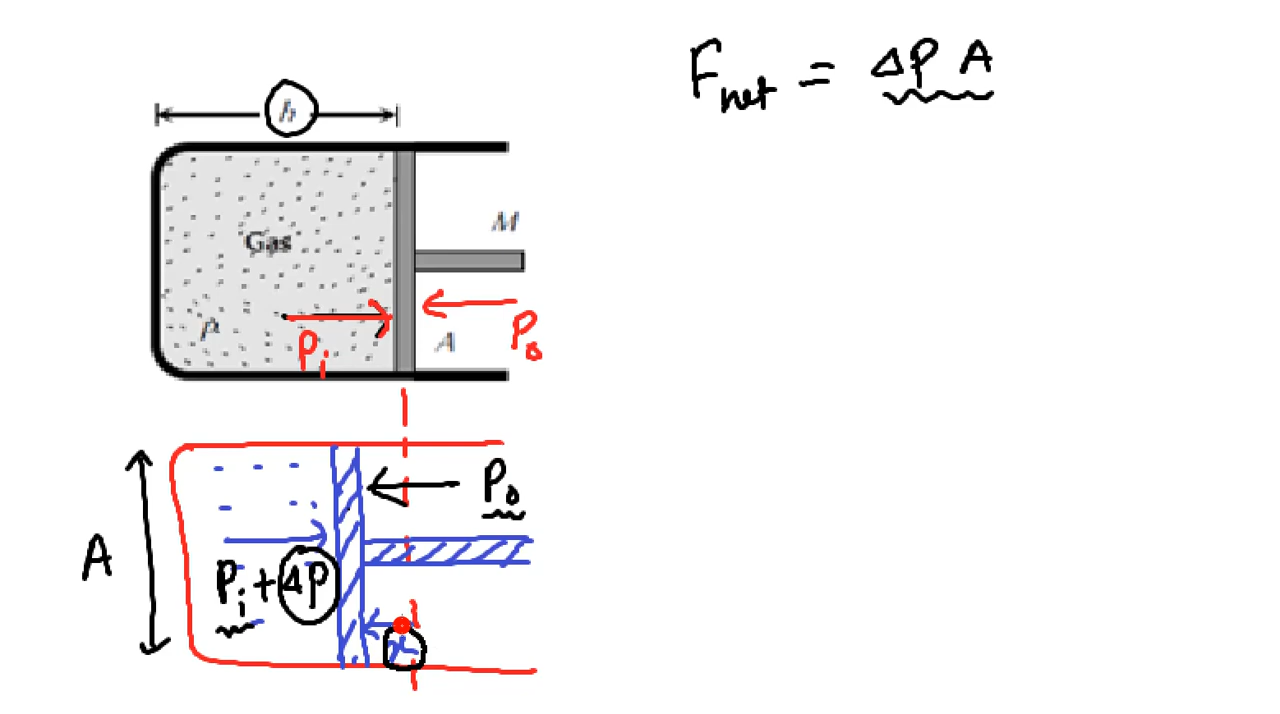 F_net = ΔP A
h
M
Gas
p
P_i
A
P_0
P_0
A
P_i + ΔP
x